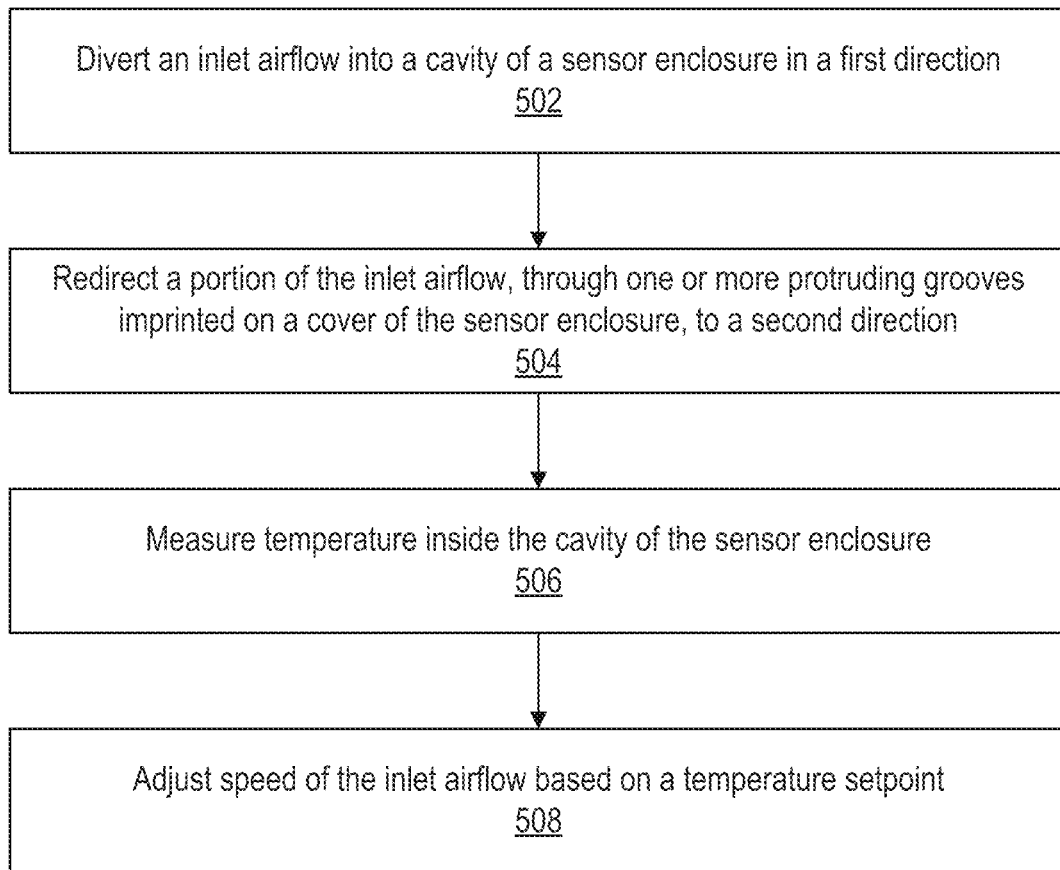 Divert an inlet airflow into a cavity of a sensor enclosure in a first direction
502
Redirect a portion of the inlet airflow, through one or more protruding grooves
imprinted on a cover of the sensor enclosure, to a second direction
504
Measure temperature inside the cavity of the sensor enclosure
506
Adjust speed of the inlet airflow based on a temperature setpoint
508